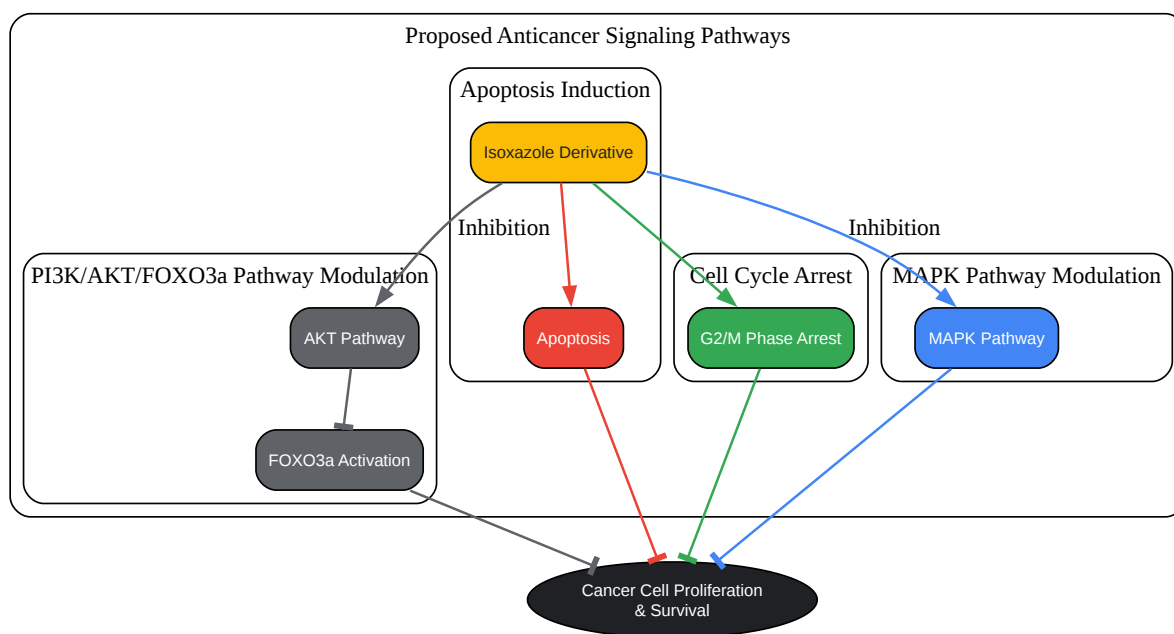 Proposed Anticancer Signaling Pathways
Apoptosis Induction
Isoxazole Derivative
Inhibition
Inhibition
PI3K/AKT/FOXO3a Pathway Modulation
Cell Cycle Arrest
MAPK Pathway Modulation
AKT Pathway
Apoptosis
G2/M Phase Arrest
MAPK Pathway
FOXO3a Activation
Cancer Cell Proliferation
& Survival